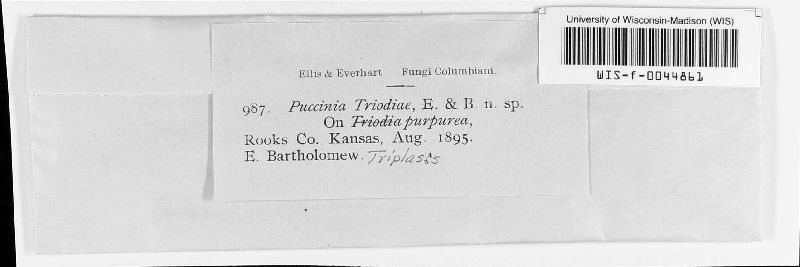 University of Wisconsin-Madison (WIS)
WIS-f-0044861
Ellis & Everhart Fungi Columbiani.
987. Puccinia Triodiae, E. & B. n. sp.
On Triodia purpurea,
Rooks Co. Kansas, Aug. 1895.
E. Bartholomew. Triplasis